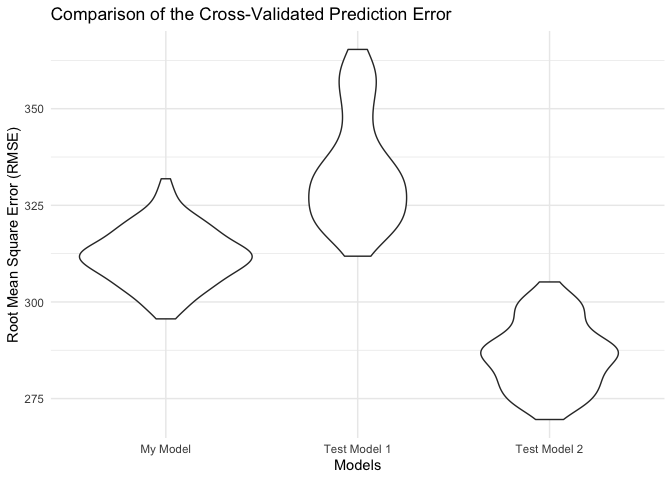 Comparison of the Cross-Validated Prediction Error
Root Mean Square Error (RMSE)
350
325
300
275
My Model
Test Model 1
Test Model 2
Models